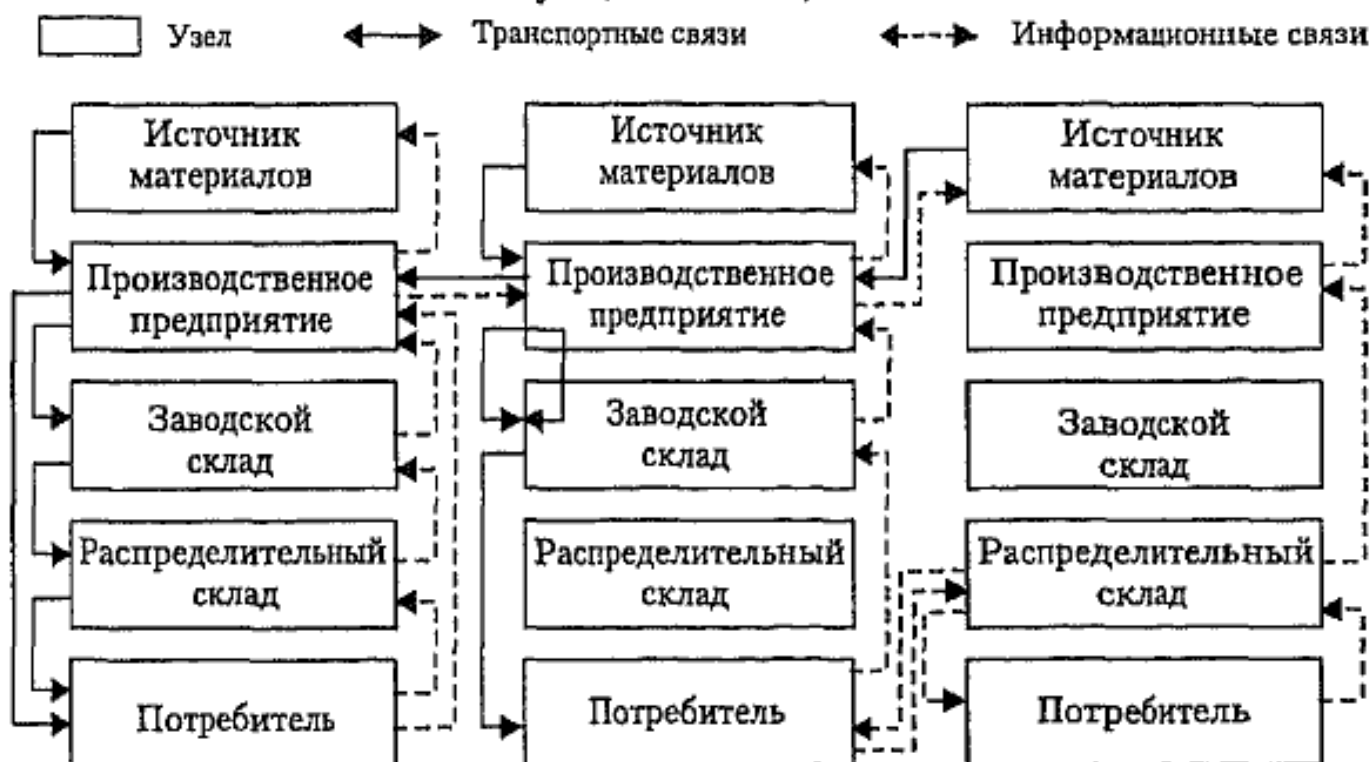 Узел
Транспортные связи
Информационные связи
Источник
материалов
Источник
материалов
Источник
материалов
Производственное
предприятие
Производственное
предприятие
Производственное
предприятие
Заводской
склад
Заводской
склад
Заводской
склад
Распределительный
склад
Распределительный
склад
Распределительный
склад
Потребитель
Потребитель
Потребитель